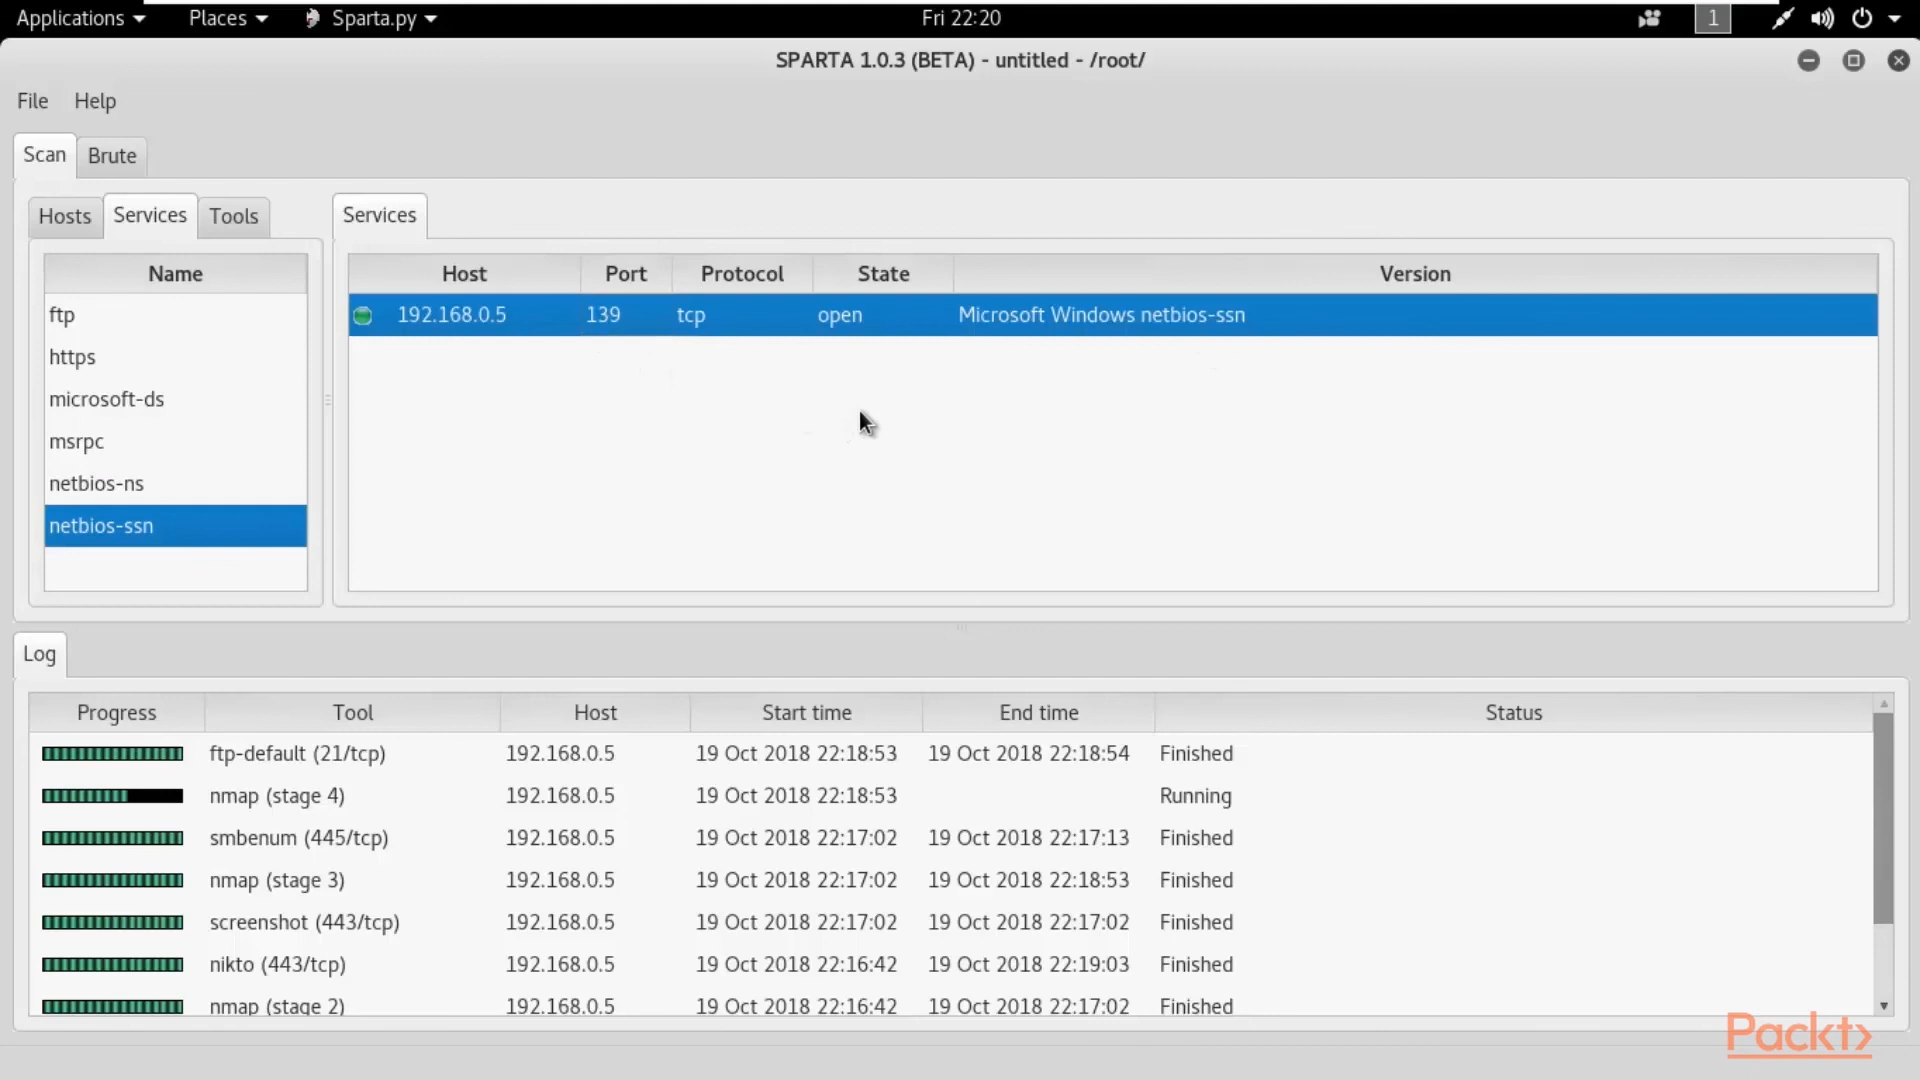 Applications Places Sparta.py Fri 22:20 1
SPARTA 1.0.3 (BETA) - untitled - /root/
File Help
Scan Brute
Hosts Services Tools Services
Name Host Port Protocol State Version
ftp 192.168.0.5 139 tcp open Microsoft Windows netbios-ssn
https
microsoft-ds
msrpc
netbios-ns
netbios-ssn
Log
Progress Tool Host Start time End time Status
ftp-default (21/tcp) 192.168.0.5 19 Oct 2018 22:18:53 19 Oct 2018 22:18:54 Finished
nmap (stage 4) 192.168.0.5 19 Oct 2018 22:18:53 Running
smbenum (445/tcp) 192.168.0.5 19 Oct 2018 22:17:02 19 Oct 2018 22:17:13 Finished
nmap (stage 3) 192.168.0.5 19 Oct 2018 22:17:02 19 Oct 2018 22:18:53 Finished
screenshot (443/tcp) 192.168.0.5 19 Oct 2018 22:17:02 19 Oct 2018 22:17:02 Finished
nikto (443/tcp) 192.168.0.5 19 Oct 2018 22:16:42 19 Oct 2018 22:19:03 Finished
nmap (stage 2) 192.168.0.5 19 Oct 2018 22:16:42 19 Oct 2018 22:17:02 Finished
Packt>